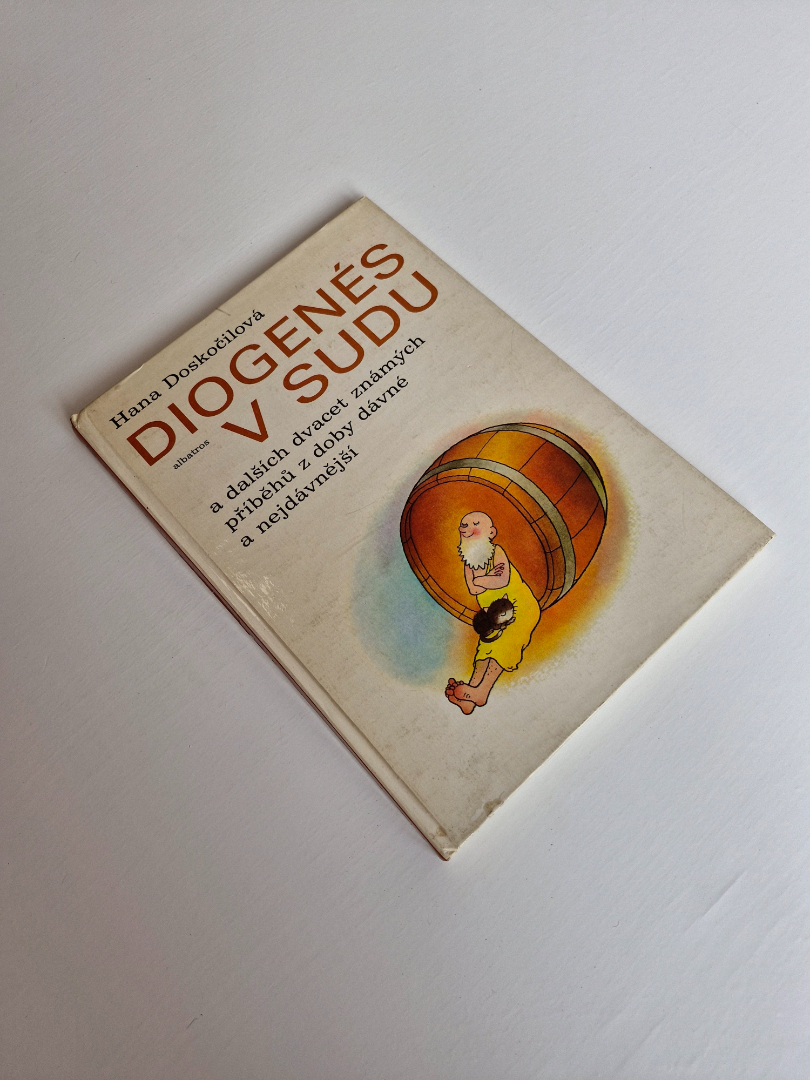 Hana Doskočilová
DIOGENÉS
V SUDU
albatros
a dalších dvacet známých
příběhů z doby dávné
a nejdávnější